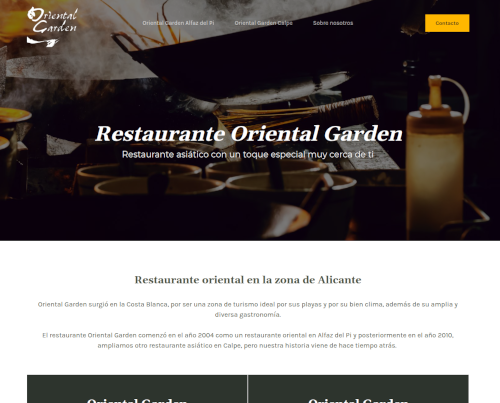 Oriental
Garden
Oriental Garden Alfaz del Pi
Oriental Garden Calpe
Sobre nosotros
Contacto
Restaurante Oriental Garden
Restaurante asiático con un toque especial muy cerca de ti
Restaurante oriental en la zona de Alicante
Oriental Garden surgió en la Costa Blanca, por ser una zona de turismo ideal por sus playas y por su bien clima, además de su amplia y
diversa gastronomía.
El restaurante Oriental Garden comenzó en el año 2004 como un restaurante oriental en Alfaz del Pi y posteriormente en el año 2010,
ampliamos otro restaurante asiático en Calpe, pero nuestra historia viene de hace tiempo atrás.
Oriental Garden
Oriental Garden